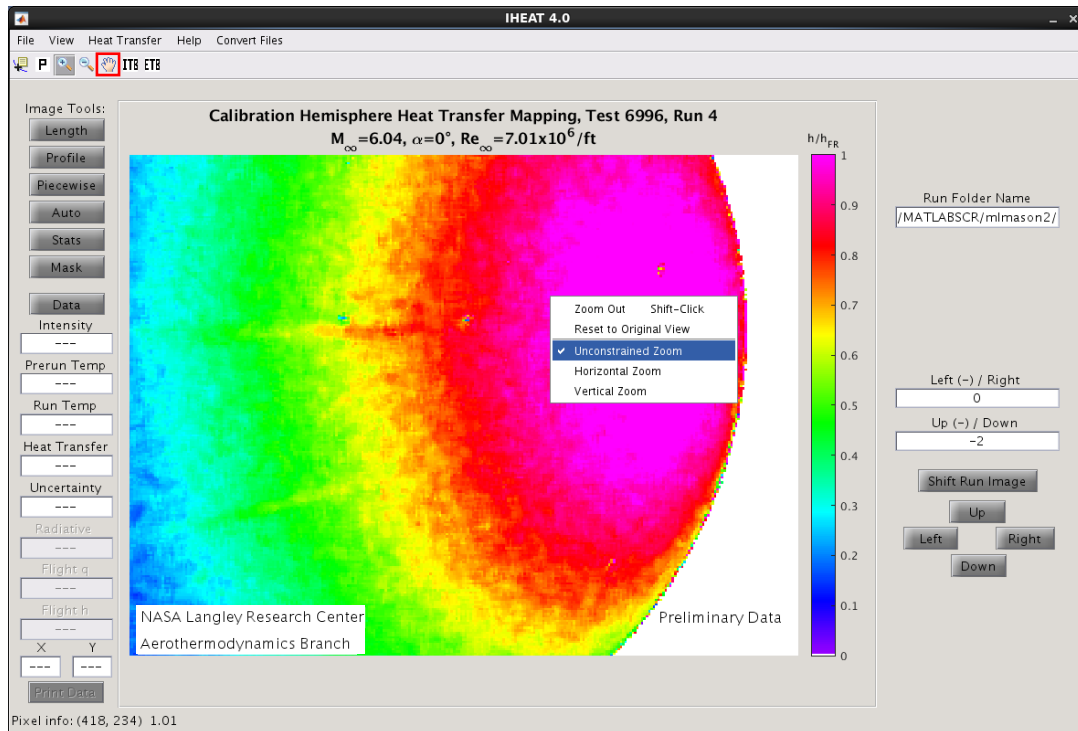 IHEAT 4.0
File View Heat Transfer Help Convert Files
P ITB ETB
Image Tools:
Length
Profile
Piecewise
Auto
Stats
Mask
Data
Intensity
---
Prerun Temp
---
Run Temp
---
Heat Transfer
---
Uncertainty
---
Radiative
---
Flight q
---
Flight h
---
X Y
--- ---
Print Data
Calibration Hemisphere Heat Transfer Mapping, Test 6996, Run 4
M∞=6.04, α=0°, Re∞=7.01x10⁶/ft
Zoom Out Shift-Click
Reset to Original View
✔ Unconstrained Zoom
Horizontal Zoom
Vertical Zoom
NASA Langley Research Center
Aerothermodynamics Branch
Preliminary Data
h/hFR
1
0.9
0.8
0.7
0.6
0.5
0.4
0.3
0.2
0.1
0
Run Folder Name
/MATLABSCR/mlmason2/
Left (-) / Right
0
Up (-) / Down
-2
Shift Run Image
Up
Left Right
Down
Pixel info: (418, 234) 1.01